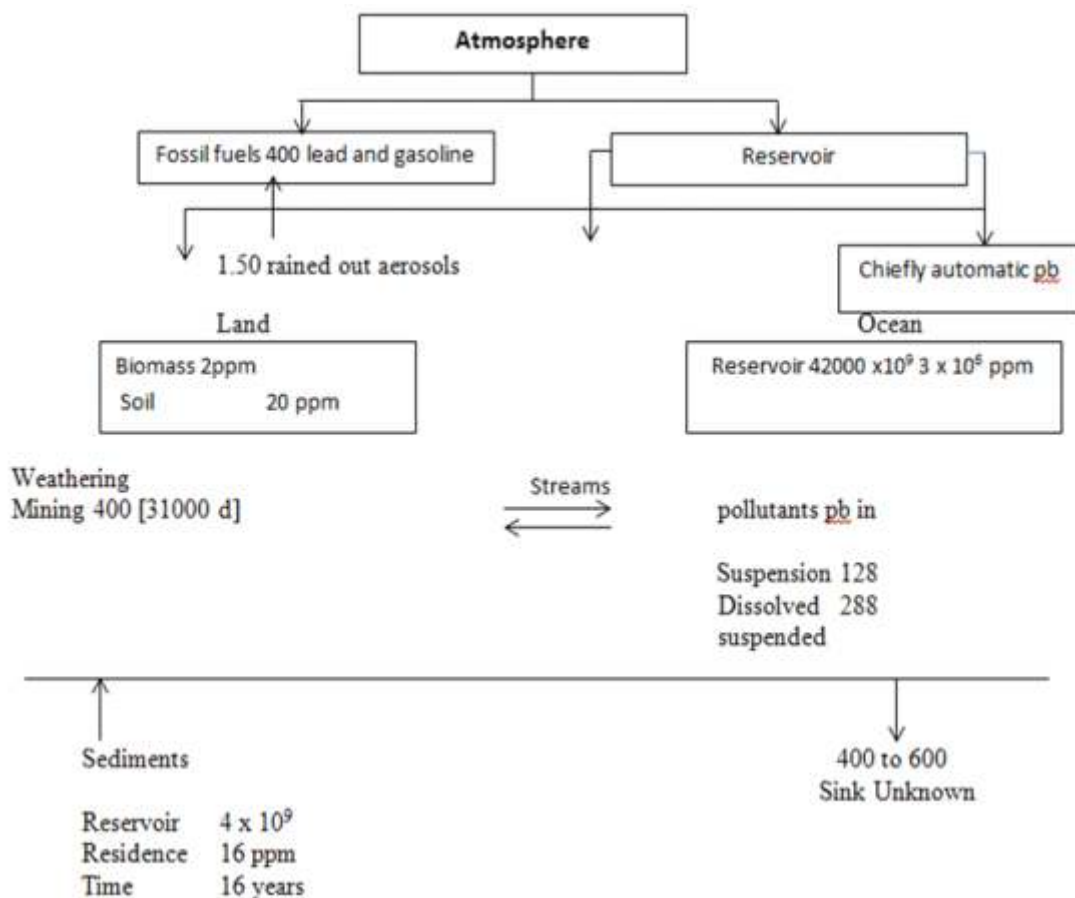 Atmosphere
Fossil fuels 400 lead and gasoline
Reservoir
1.50 rained out aerosols
Chiefly automatic pb
Land
Ocean
Biomass 2ppm
Soil 20 ppm
Reservoir 42000 x10⁹ 3 x 10⁶ ppm
Weathering
Mining 400 [31000 d]
Streams
pollutants pb in
Suspension 128
Dissolved 288
suspended
Sediments
400 to 600
Sink Unknown
Reservoir 4 x 10⁹
Residence 16 ppm
Time 16 years